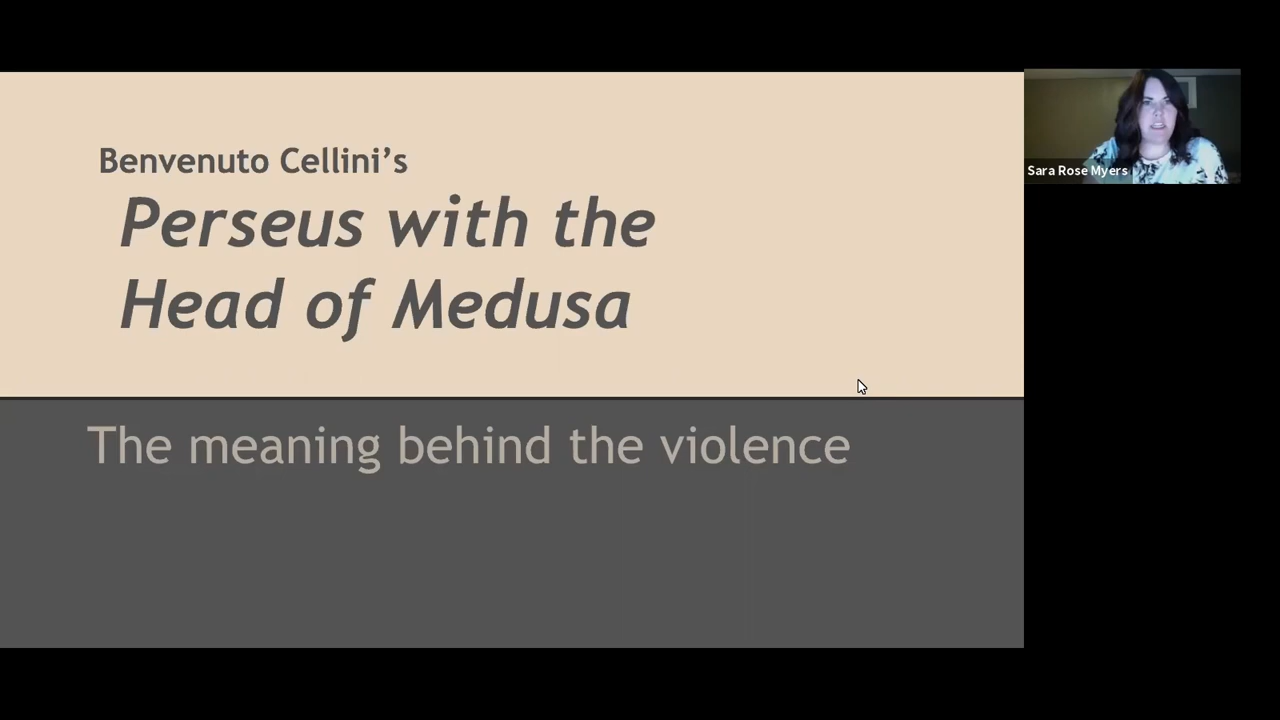 Benvenuto Cellini’s
Perseus with the
Head of Medusa
The meaning behind the violence
Sara Rose Myers